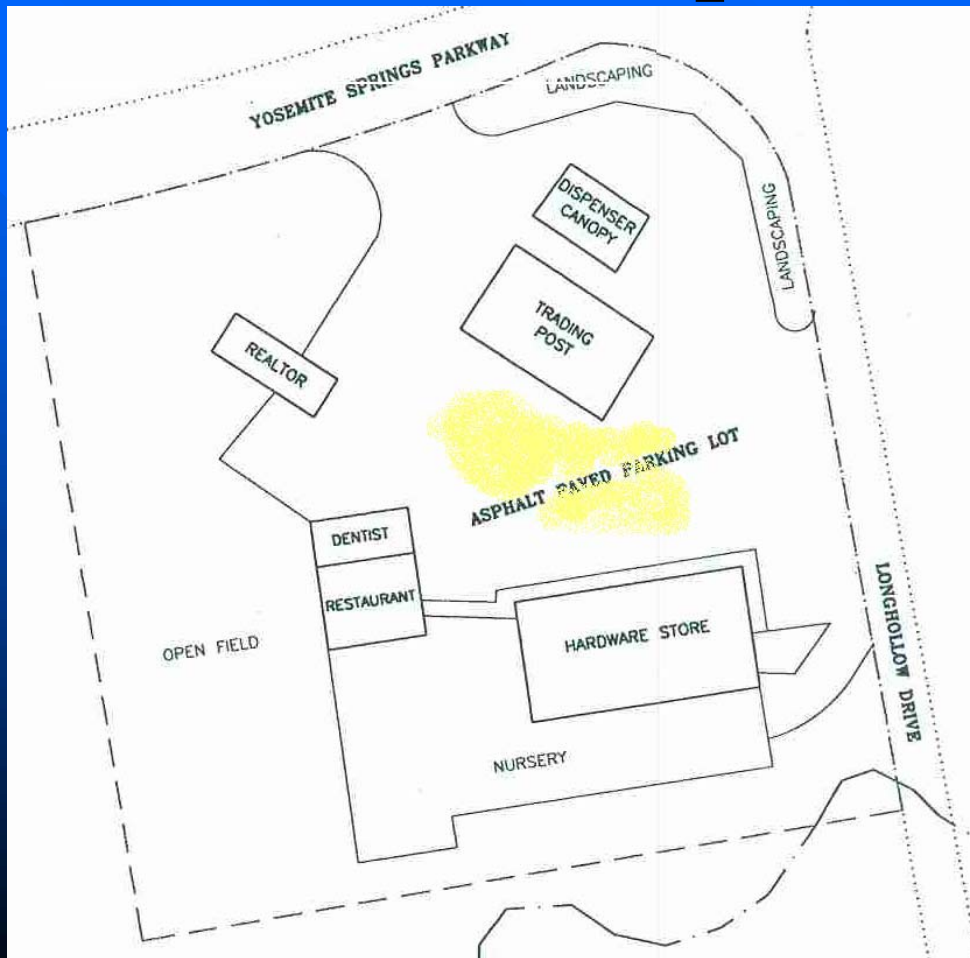 YOSEMITE SPRINGS PARKWAY
LANDSCAPING
LANDSCAPING
DISPENSER
CANOPY
TRADING
POST
REALTOR
ASPHALT PAVED PARKING LOT
DENTIST
RESTAURANT
HARDWARE STORE
OPEN FIELD
NURSERY
LONGHOLLOW DRIVE